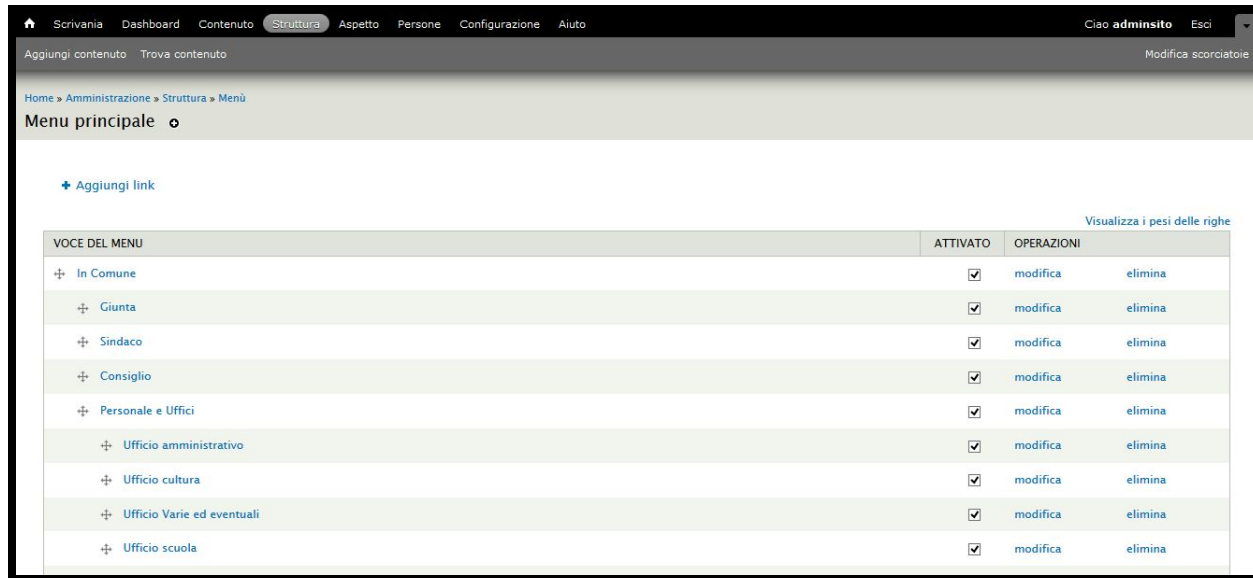 Scrivania Dashboard Contenuto Struttura Aspetto Persone Configurazione Aiuto Ciao adminsito Esci
Aggiungi contenuto Trova contenuto Modifica scorciatoie
Home » Amministrazione » Struttura » Menù
Menu principale
Aggiungi link
Visualizza i pesi delle righe
VOCE DEL MENU ATTIVATO OPERAZIONI
In Comune modifica elimina
Giunta modifica elimina
Sindaco modifica elimina
Consiglio modifica elimina
Personale e Uffici modifica elimina
Ufficio amministrativo modifica elimina
Ufficio cultura modifica elimina
Ufficio Varie ed eventuali modifica elimina
Ufficio scuola modifica elimina